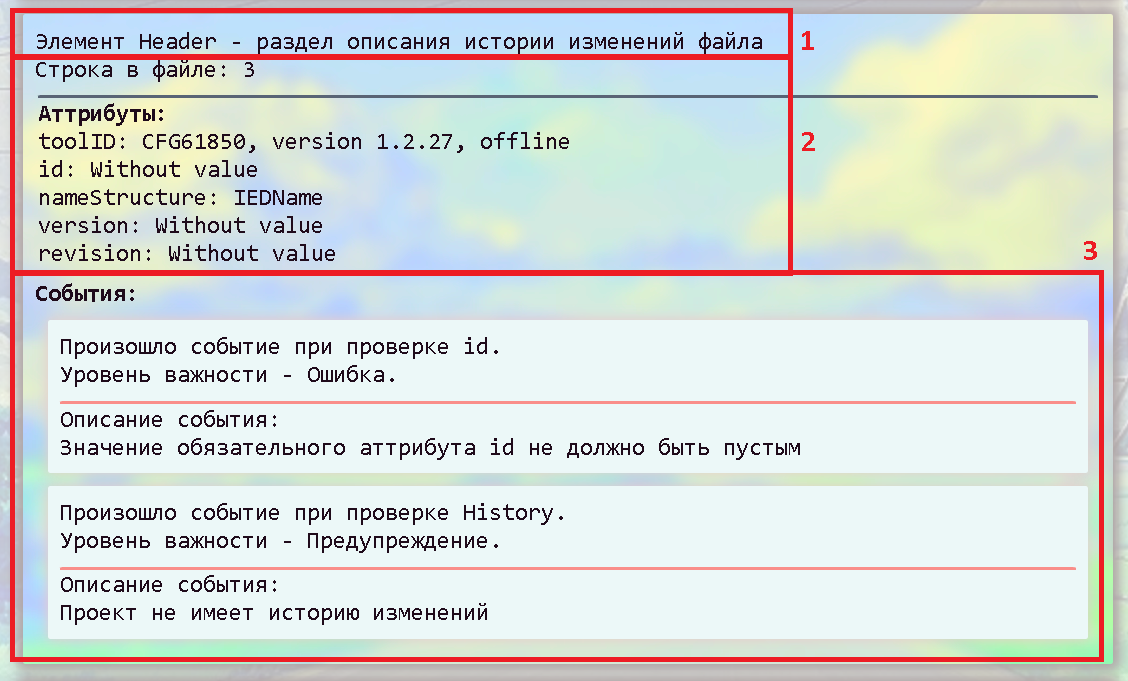 Элемент Header - раздел описания истории изменений файла
1
Строка в файле: 3
Аттрибуты:
toolID: CFG61850, version 1.2.27, offline
2
id: Without value
nameStructure: IEDName
version: Without value
revision: Without value
3
События:
Произошло событие при проверке id.
Уровень важности - Ошибка.
Описание события:
Значение обязательного аттрибута id не должно быть пустым
Произошло событие при проверке History.
Уровень важности - Предупреждение.
Описание события:
Проект не имеет историю изменений